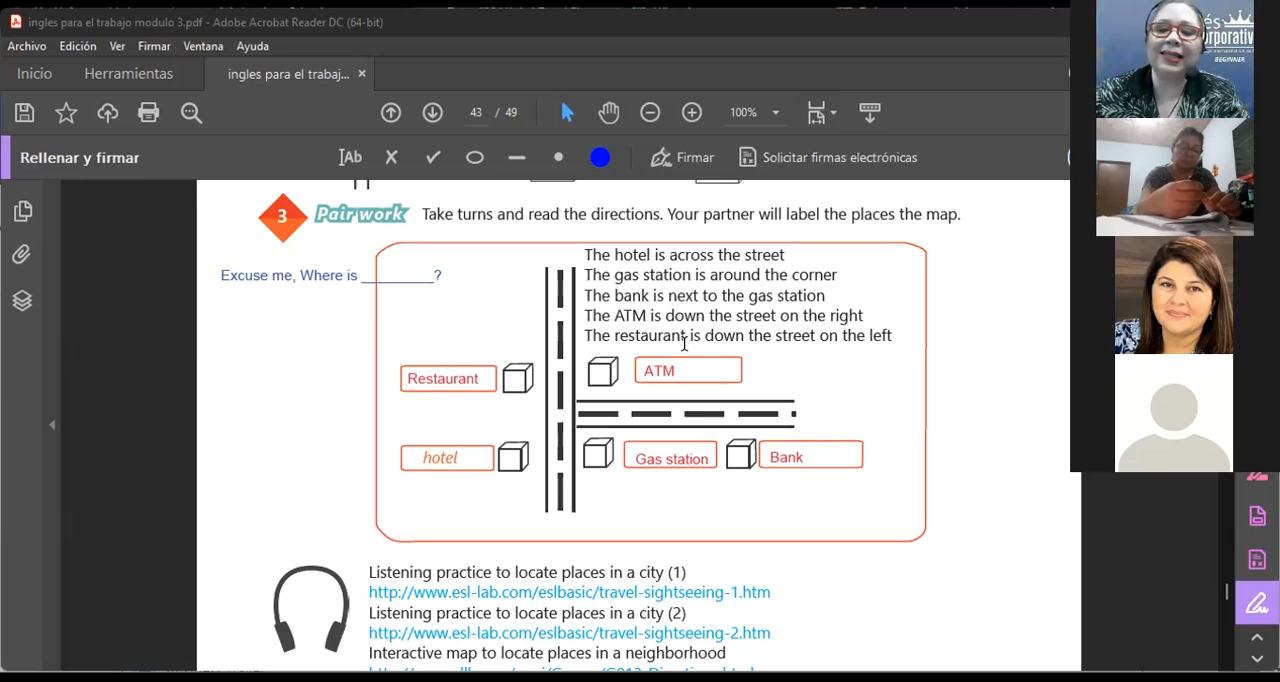 ingles para el trabajo modulo 3.pdf - Adobe Acrobat Reader DC (64-bit)
Archivo Edición Ver Firmar Ventana Ayuda
Inicio Herramientas ingles para el trabaj... ×
43 / 49 100%
Rellenar y firmar Ab Firmar Solicitar firmas electrónicas
3 Pair work Take turns and read the directions. Your partner will label the places the map.
Excuse me, Where is _________?
The hotel is across the street
The gas station is around the corner
The bank is next to the gas station
The ATM is down the street on the right
The restaurant is down the street on the left
Restaurant ATM
hotel Gas station Bank
Listening practice to locate places in a city (1)
http://www.esl-lab.com/eslbasic/travel-sightseeing-1.htm
Listening practice to locate places in a city (2)
http://www.esl-lab.com/eslbasic/travel-sightseeing-2.htm
Interactive map to locate places in a neighborhood
BEGINNER